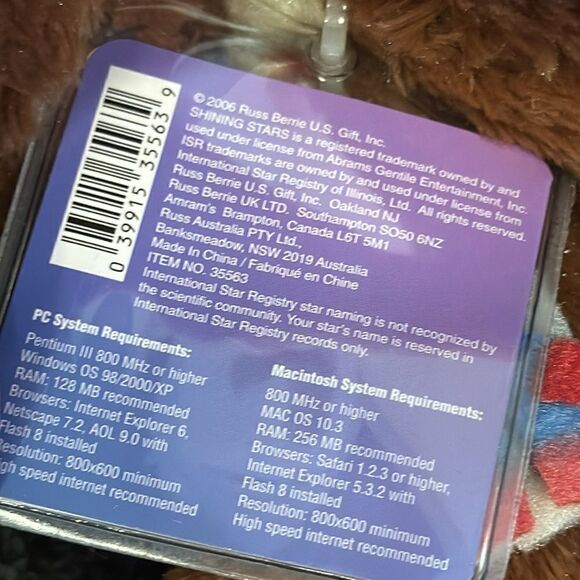 0 39915 35563 9
© 2006 Russ Berrie U.S. Gift, Inc.
SHINING STARS is a registered trademark owned by and
used under license from Abrams Gentile Entertainment, Inc.
ISR trademarks are owned by and used under license from
International Star Registry of Illinois, Ltd. All rights reserved.
Russ Berrie U.S. Gift, Inc. Oakland NJ
Russ Berrie UK LTD. Southampton SO50 6NZ
Amram's Brampton, Canada L6T 5M1
Russ Australia PTY Ltd.,
Banksmeadow, NSW 2019 Australia
Made In China / Fabriqué en Chine
ITEM NO. 35563
International Star Registry star naming is not recognized by
the scientific community. Your star's name is reserved in
International Star Registry records only.
PC System Requirements:
Pentium III 800 MHz or higher
Windows OS 98/2000/XP
RAM: 128 MB recommended
Browsers: Internet Explorer 6,
Netscape 7.2, AOL 9.0 with
Flash 8 installed
Resolution: 800x600 minimum
High speed internet recommended
Macintosh System Requirements:
800 MHz or higher
MAC OS 10.3
RAM: 256 MB recommended
Browsers: Safari 1.2.3 or higher,
Internet Explorer 5.3.2 with
Flash 8 installed
Resolution: 800x600 minimum
High speed internet recommended